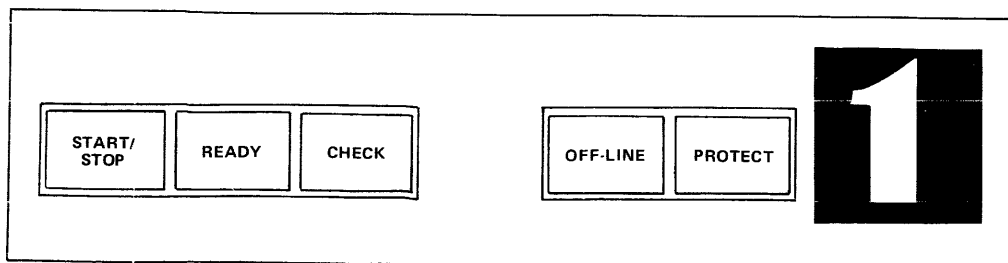 START/
STOP
READY
CHECK
OFF-LINE
PROTECT
1